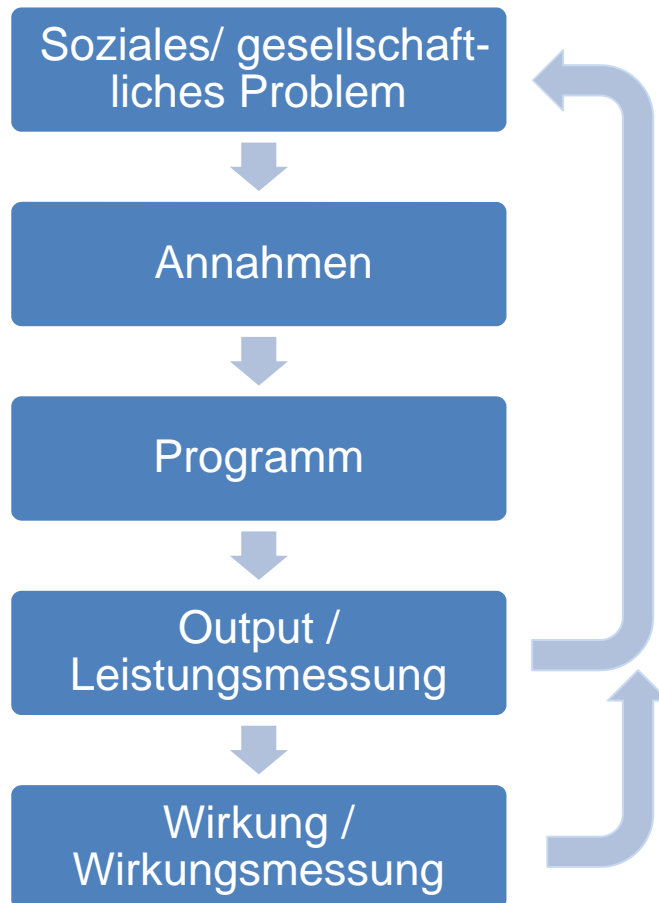 Soziales/ gesellschaft-
liches Problem
Annahmen
Programm
Output /
Leistungsmessung
Wirkung /
Wirkungsmessung